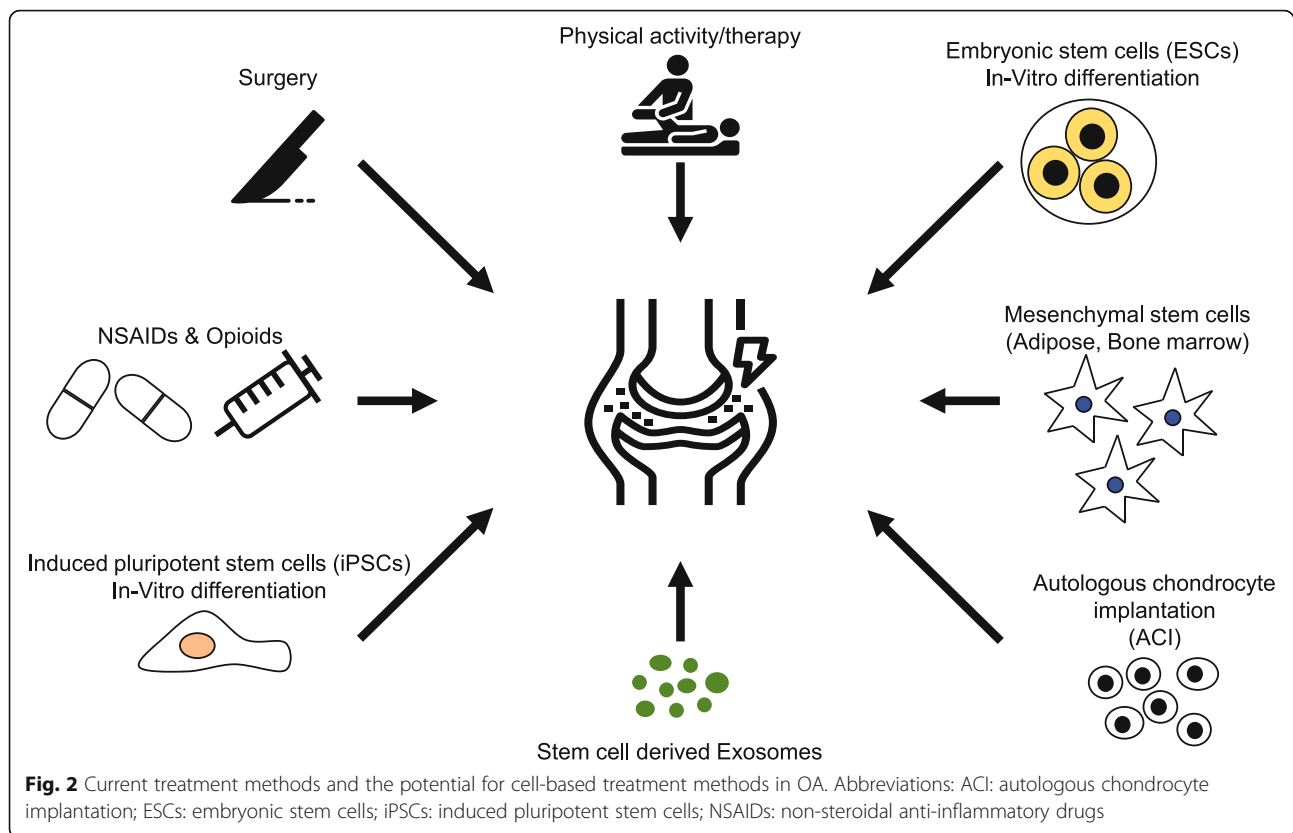 Physical activity/therapy
Surgery
Embryonic stem cells (ESCs)
In-Vitro differentiation
NSAIDs & Opioids
Mesenchymal stem cells
(Adipose, Bone marrow)
Induced pluripotent stem cells (iPSCs)
In-Vitro differentiation
Autologous chondrocyte
implantation
(ACI)
Stem cell derived Exosomes
Fig. 2 Current treatment methods and the potential for cell-based treatment methods in OA. Abbreviations: ACI: autologous chondrocyte
implantation; ESCs: embryonic stem cells; iPSCs: induced pluripotent stem cells; NSAIDs: non-steroidal anti-inflammatory drugs